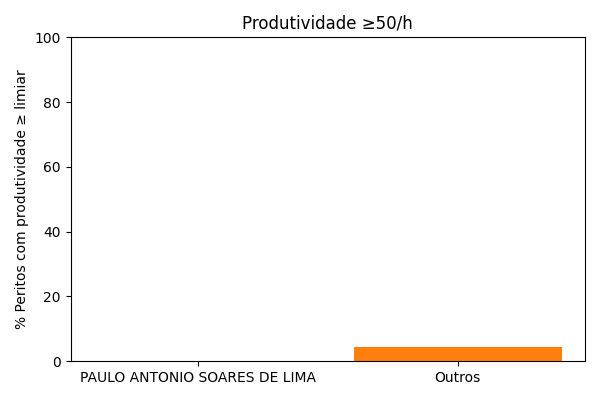 Produtividade ≥50/h
% Peritos com produtividade ≥ limiar
100
80
60
40
20
0
PAULO ANTONIO SOARES DE LIMA
Outros